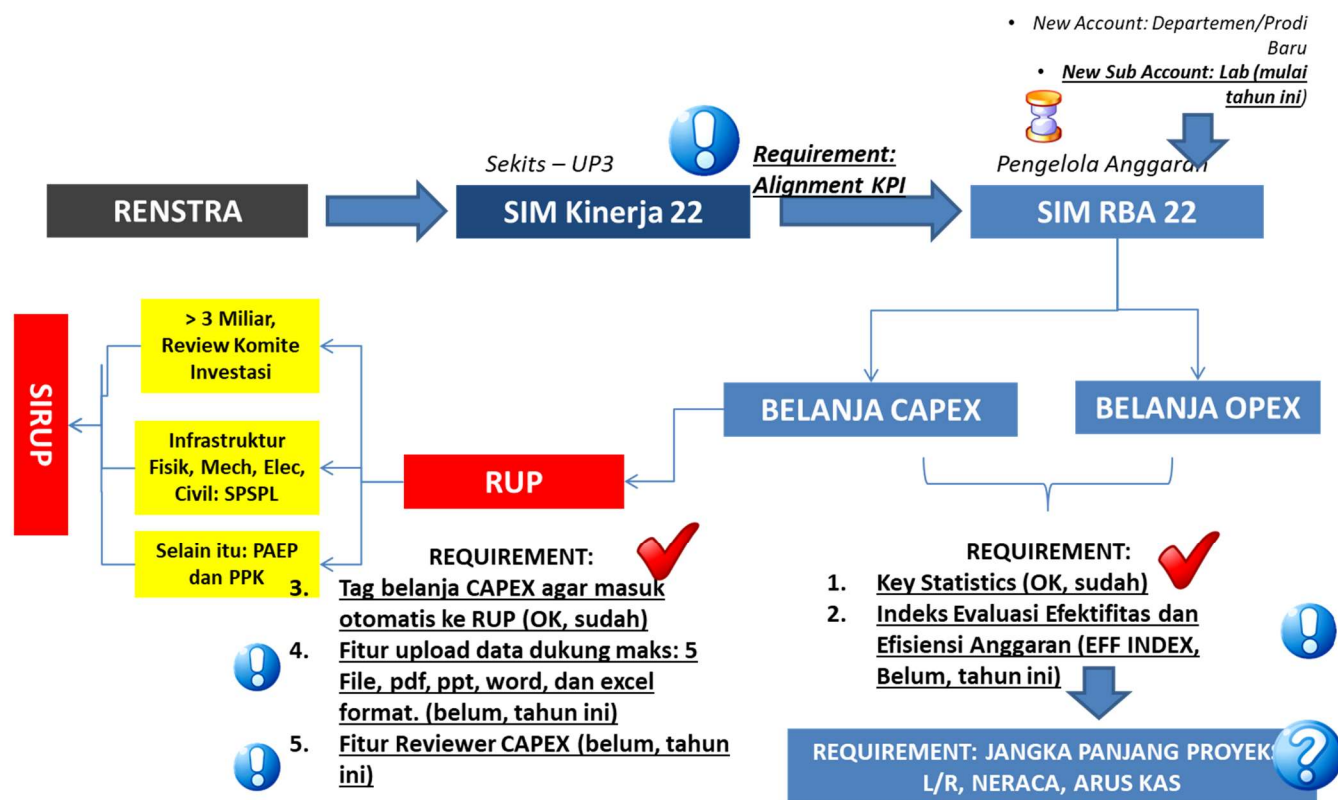 • New Account: Departemen/Prodi
Baru
• New Sub Account: Lab (mulai
tahun ini)
Sekits – UP3
Requirement:
Alignment KPI
Pengelola Anggaran
RENSTRA
SIM Kinerja 22
SIM RBA 22
SIRUP
> 3 Miliar,
Review Komite
Investasi
Infrastruktur
Fisik, Mech, Elec,
Civil: SPSPL
Selain itu: PAEP
dan PPK
RUP
BELANJA CAPEX
BELANJA OPEX
REQUIREMENT:
3. Tag belanja CAPEX agar masuk
otomatis ke RUP (OK, sudah)
4. Fitur upload data dukung maks: 5
File, pdf, ppt, word, dan excel
format. (belum, tahun ini)
5. Fitur Reviewer CAPEX (belum, tahun
ini)
REQUIREMENT:
1. Key Statistics (OK, sudah)
2. Indeks Evaluasi Efektifitas dan
Efisiensi Anggaran (EFF INDEX,
Belum, tahun ini)
REQUIREMENT: JANGKA PANJANG PROYEKS
L/R, NERACA, ARUS KAS